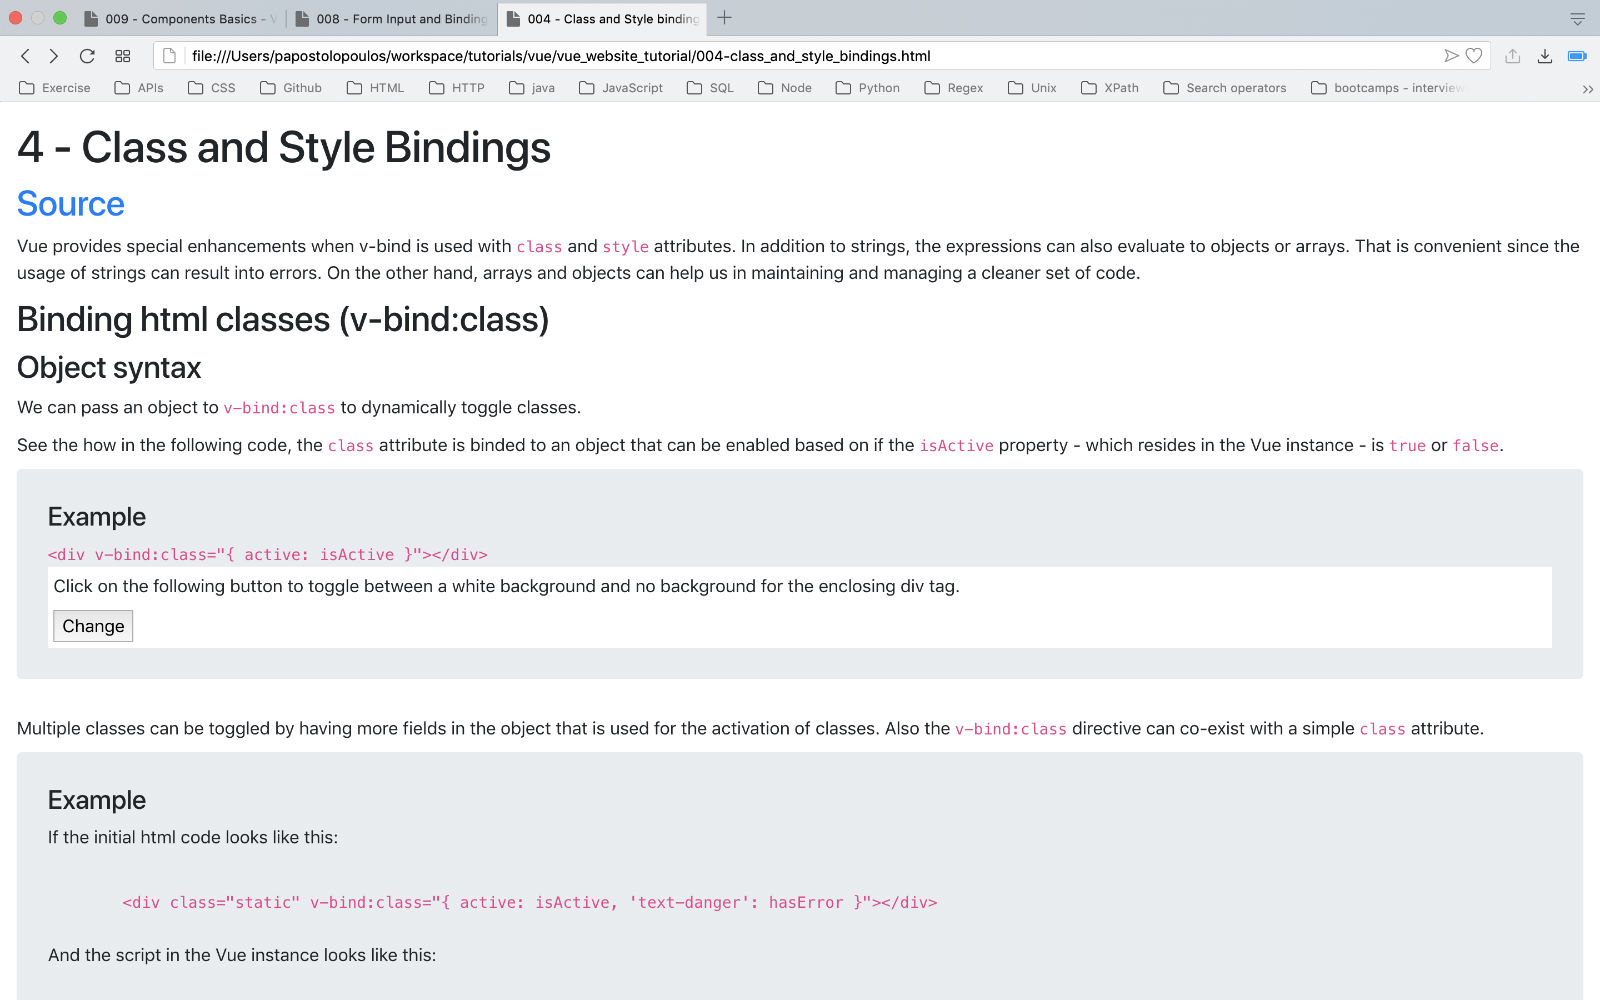 009 - Components Basics -
008 - Form Input and Binding
004 - Class and Style binding
file:///Users/papostolopoulos/workspace/tutorials/vue/vue_website_tutorial/004-class_and_style_bindings.html
Exercise APIs CSS Github HTML HTTP java JavaScript SQL Node Python Regex Unix XPath Search operators bootcamps - interview
4 - Class and Style Bindings
Source
Vue provides special enhancements when v-bind is used with class and style attributes. In addition to strings, the expressions can also evaluate to objects or arrays. That is convenient since the
usage of strings can result into errors. On the other hand, arrays and objects can help us in maintaining and managing a cleaner set of code.
Binding html classes (v-bind:class)
Object syntax
We can pass an object to v-bind:class to dynamically toggle classes.
See the how in the following code, the class attribute is binded to an object that can be enabled based on if the isActive property - which resides in the Vue instance - is true or false.
Example
<div v-bind:class="{ active: isActive }"></div>
Click on the following button to toggle between a white background and no background for the enclosing div tag.
Change
Multiple classes can be toggled by having more fields in the object that is used for the activation of classes. Also the v-bind:class directive can co-exist with a simple class attribute.
Example
If the initial html code looks like this:
<div class="static" v-bind:class="{ active: isActive, 'text-danger': hasError }"></div>
And the script in the Vue instance looks like this: